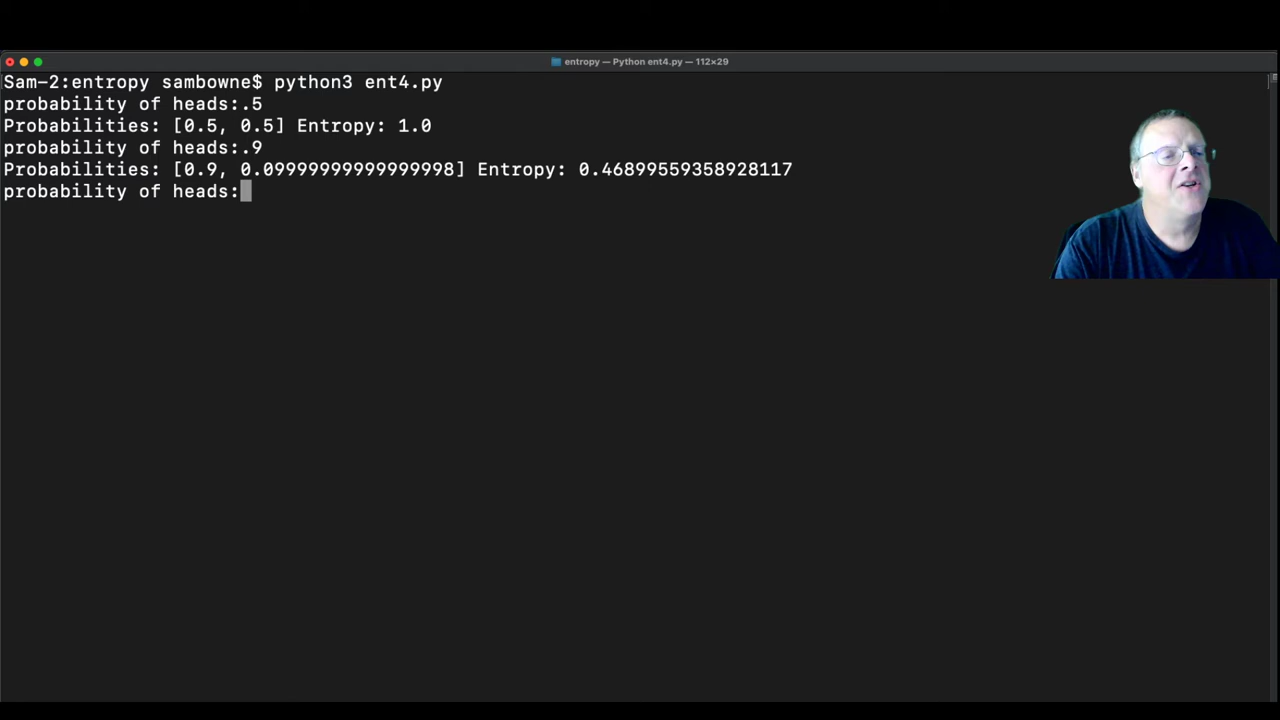 entropy — Python ent4.py — 112×29
Sam-2:entropy sambowne$ python3 ent4.py
probability of heads:.5
Probabilities: [0.5, 0.5] Entropy: 1.0
probability of heads:.9
Probabilities: [0.9, 0.09999999999999998] Entropy: 0.46899559358928117
probability of heads: